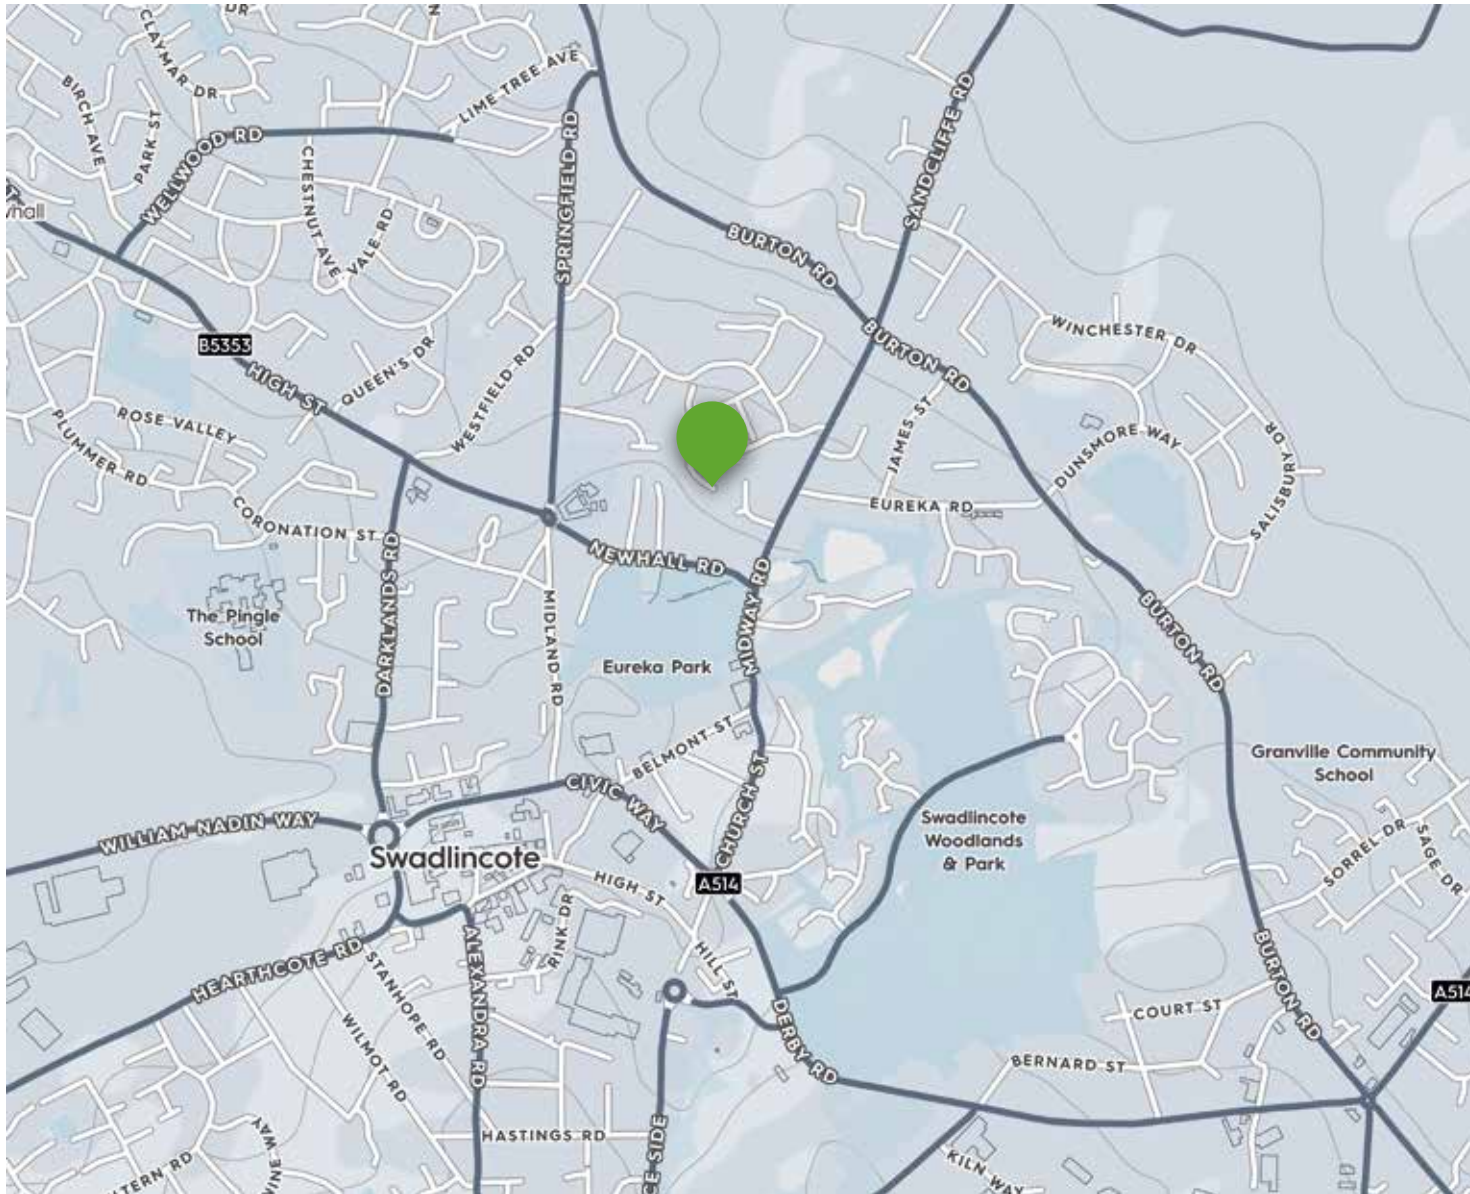 DR
CLAYMAR DR
BIRCH AVE
PARK ST
LIME TREE AVE
WELLWOOD RD
CHESTNUT AVE
VALE RD
SPRINGFIELD RD
SANDCLIFFE RD
BURTON RD
BURTON RD
WINCHESTER DR
B5353
HIGH ST
QUEEN'S DR
WESTFIELD RD
ROSE VALLEY
PLUMMER RD
JAMES ST
DUNSMORE WAY
SALISBURY DR
EUREKA RD
CORONATION ST
NEWHALL RD
DARKLANDS RD
MIDLAND RD
MIDWAY RD
The Pingle
School
Eureka Park
BURTON RD
BELMONT ST
Granville Community
School
CIVIC WAY
CHURCH ST
WILLIAM NADIN WAY
Swadlincote
Swadlincote
Woodlands
& Park
SORREL DR
SAGE DR
A514
HIGH ST
RINK DR
HEARTHCOTE RD
STANHOPE RD
ALEXANDRA RD
HILL ST
BURTON RD
A514
WILMOT RD
DERBY RD
COURT ST
BERNARD ST
HASTINGS RD
KILN WAY